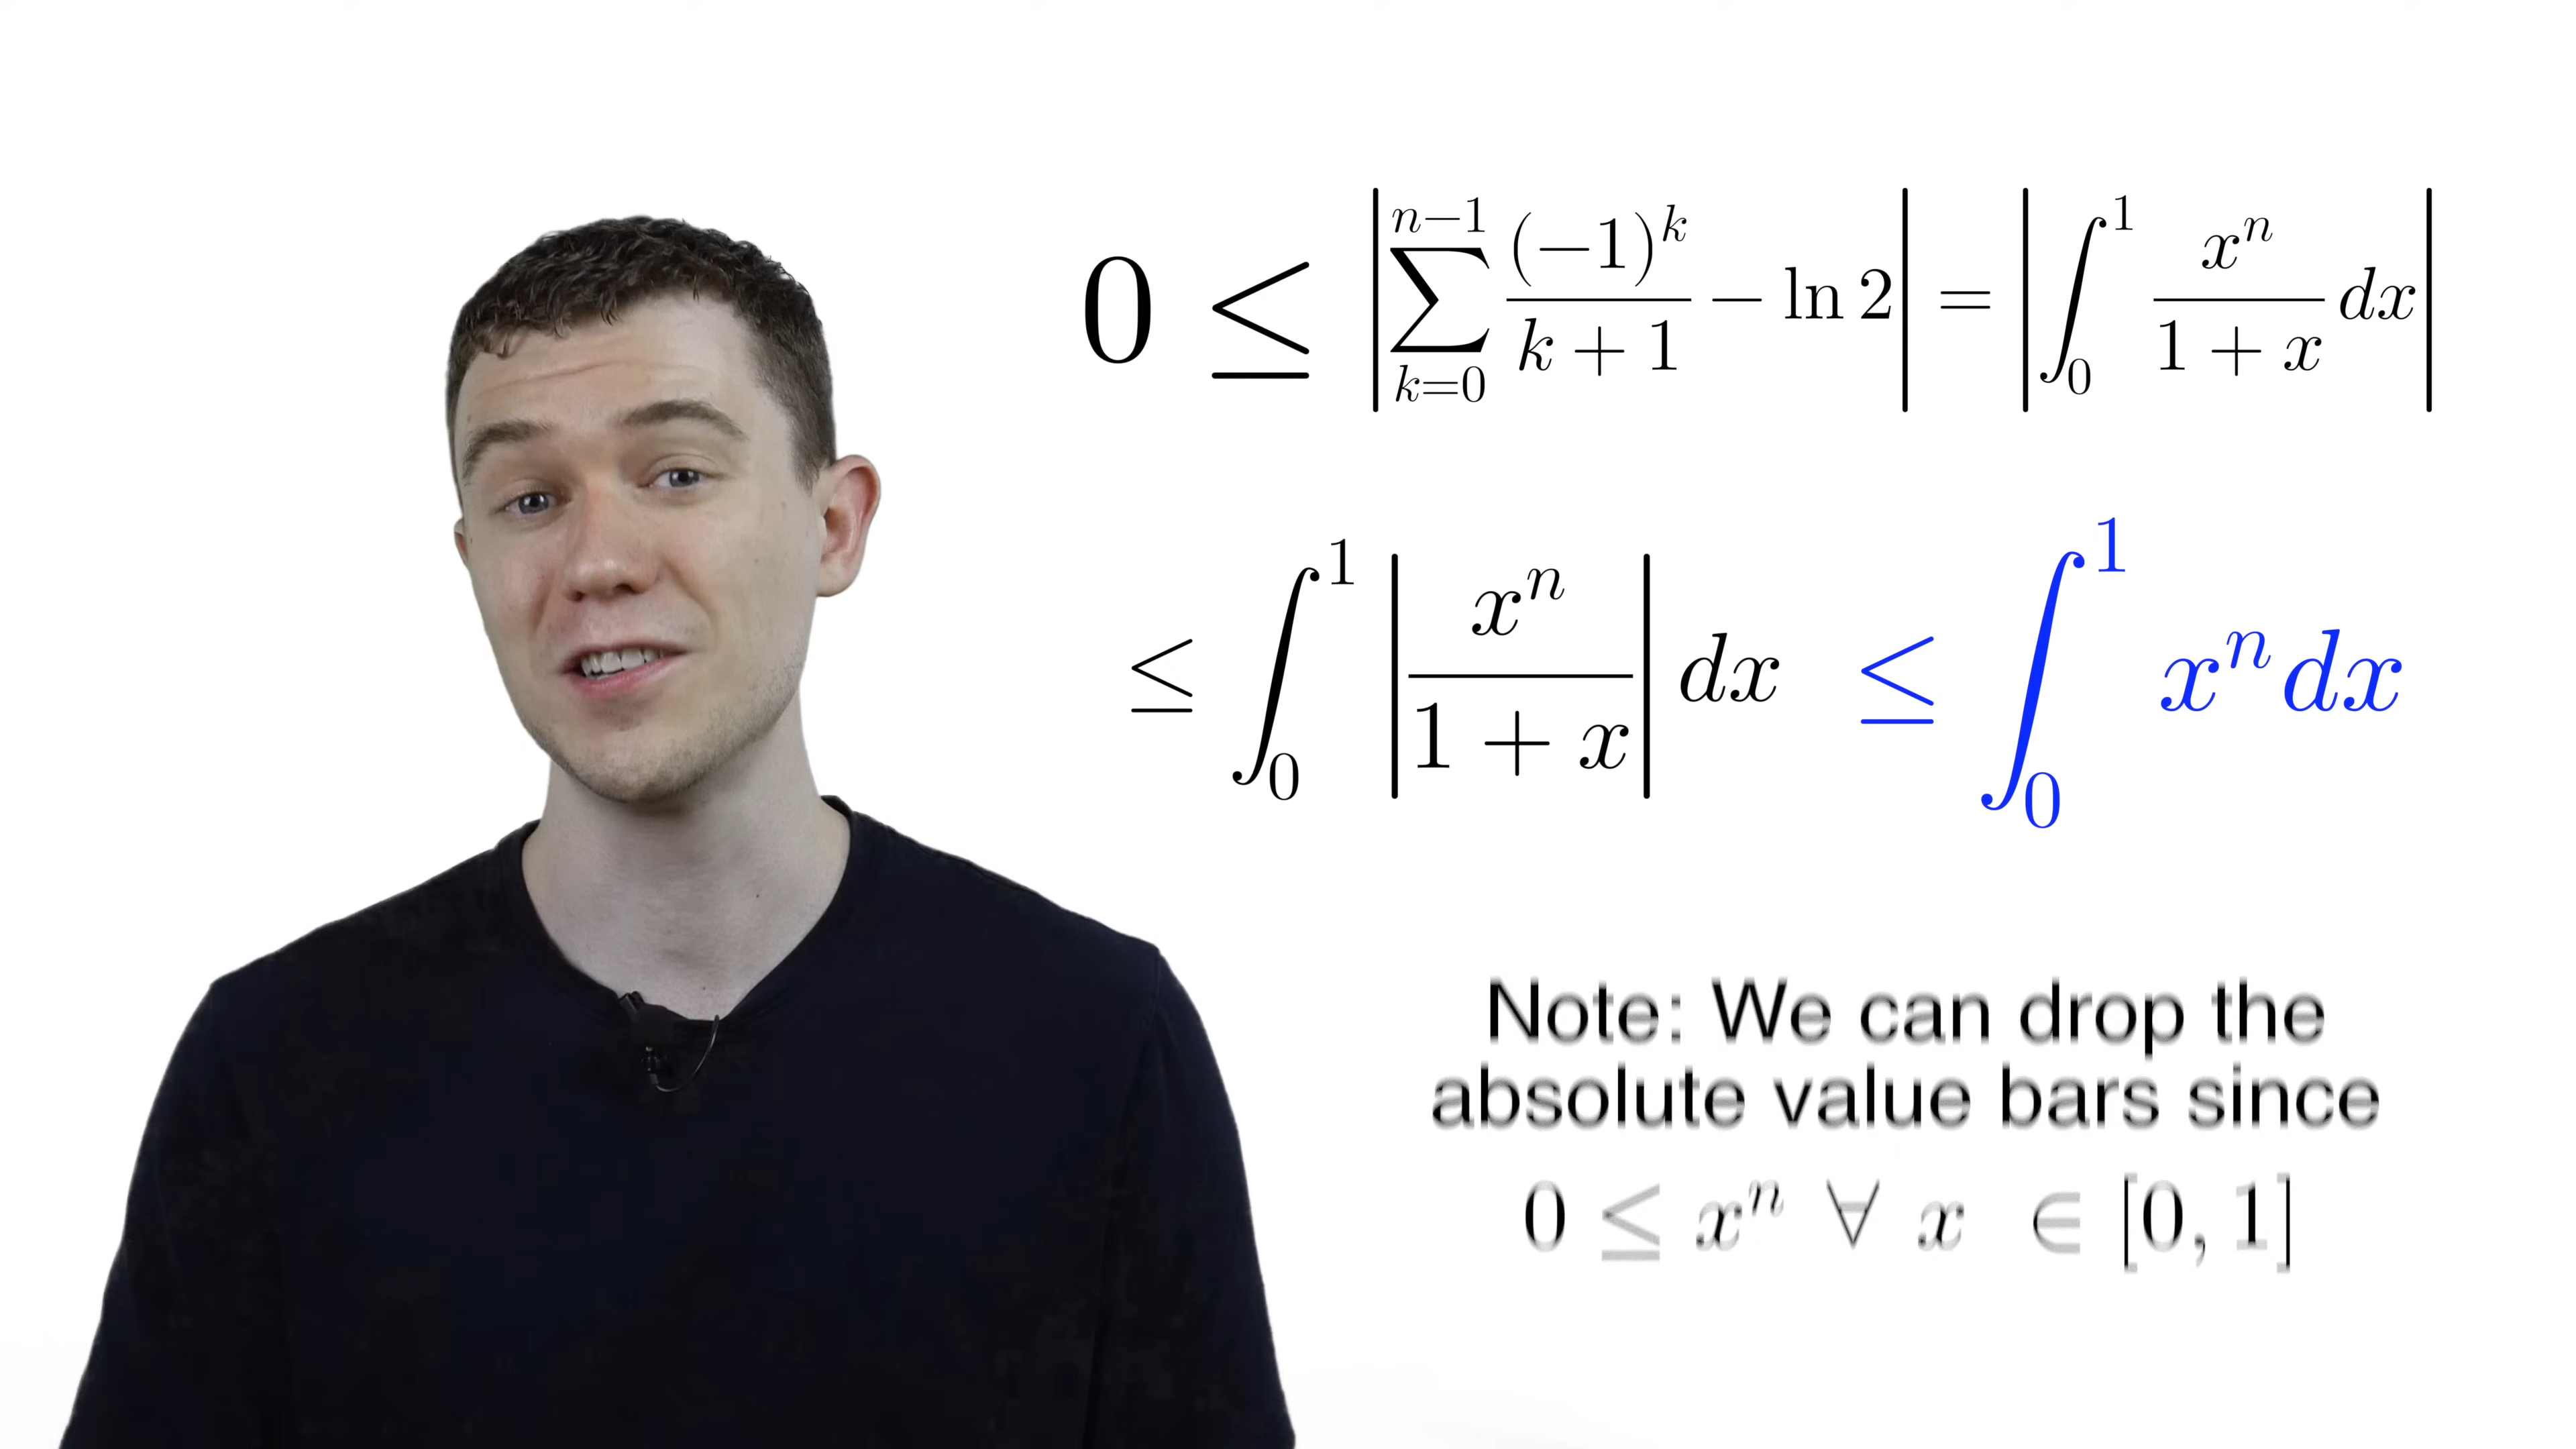 0 ≤ |∑_{k=0}^{n−1} (−1)^k / (k + 1) − ln 2| = |∫_0^1 x^n / (1 + x) dx|
≤ ∫_0^1 |x^n / (1 + x)| dx ≤ ∫_0^1 x^n dx
Note: We can drop the
absolute value bars since
0 ≤ x^n ∀ x ∈ [0, 1]